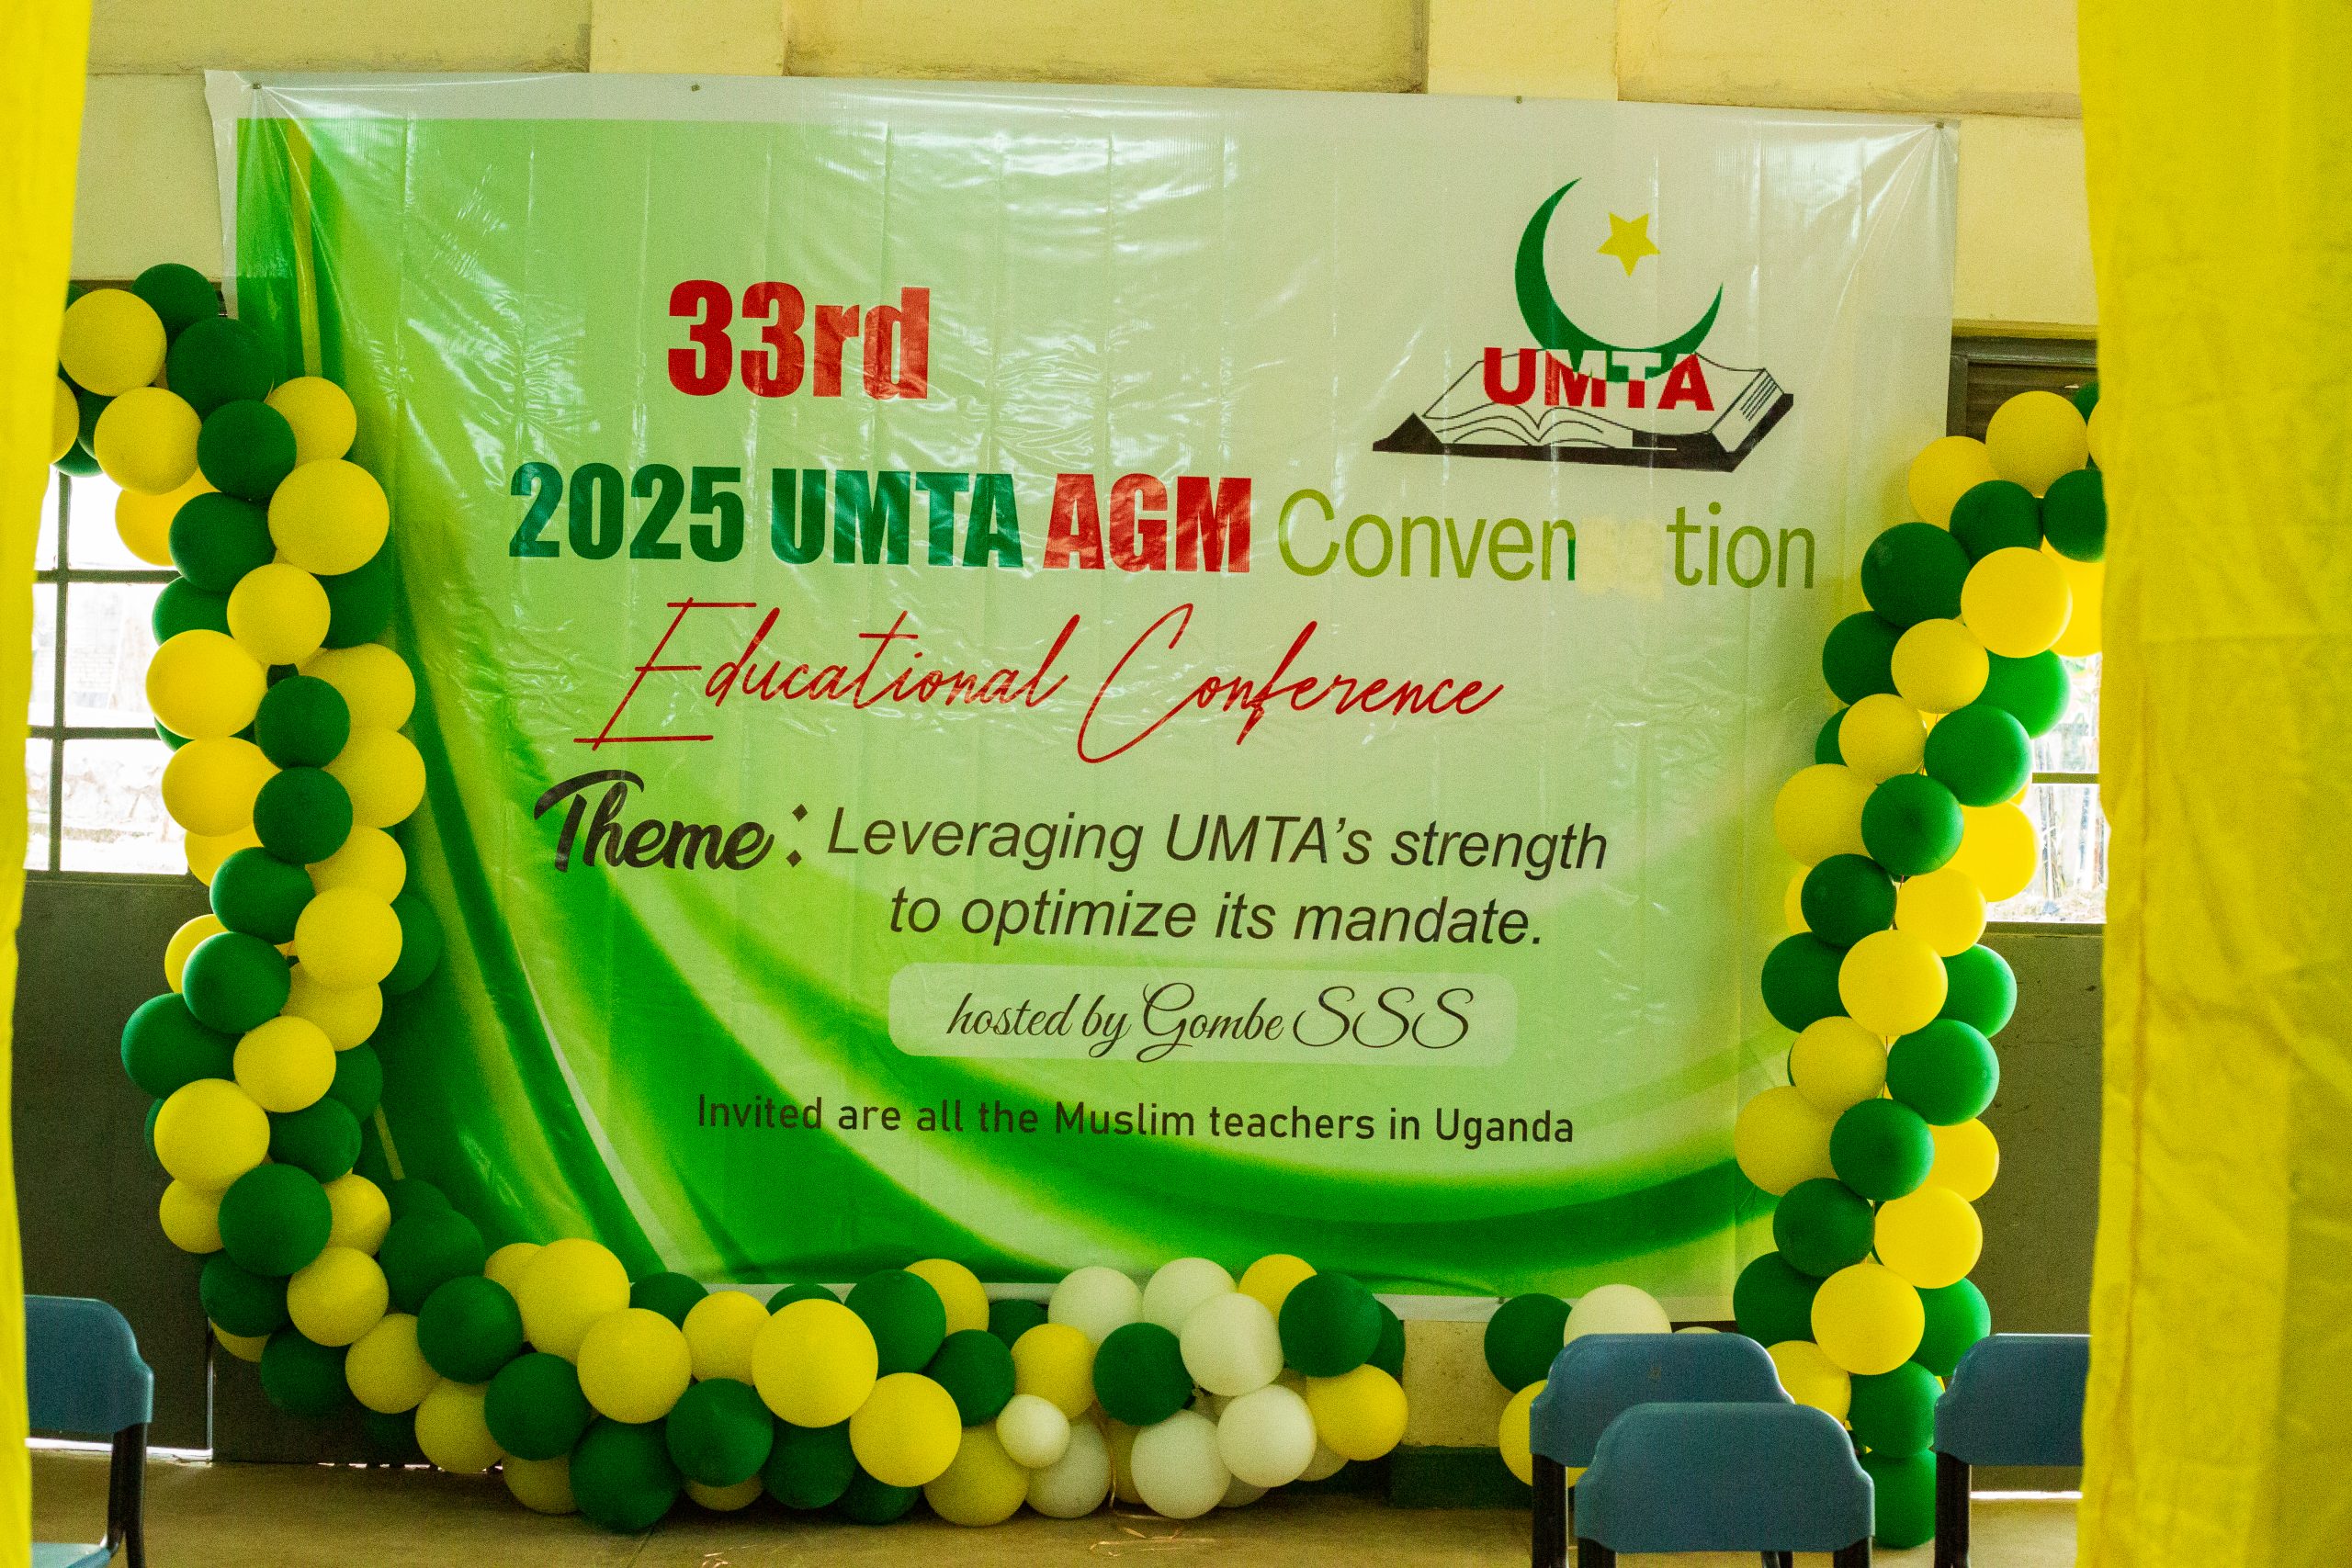 33rd
UMTA
2025 UMTA AGM Convention
Educational Conference
Theme: Leveraging UMTA's strength
to optimize its mandate.
hosted by Gombe SSS
Invited are all the Muslim teachers in Uganda